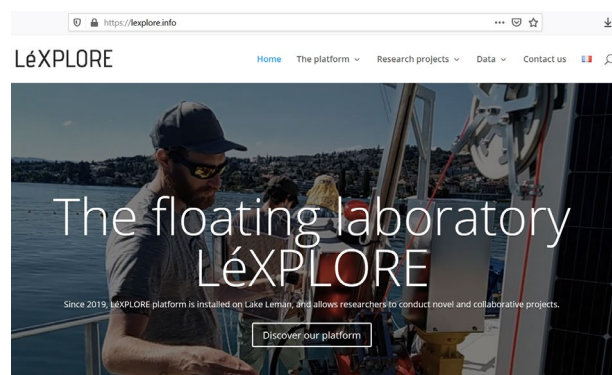 https://lexplore.info
LéXPLORE
Home The platform Research projects Data Contact us
The floating laboratory
LéXPLORE
Since 2019, LéXPLORE platform is installed on Lake Leman, and allows researchers to conduct novel and collaborative projects.
Discover our platform